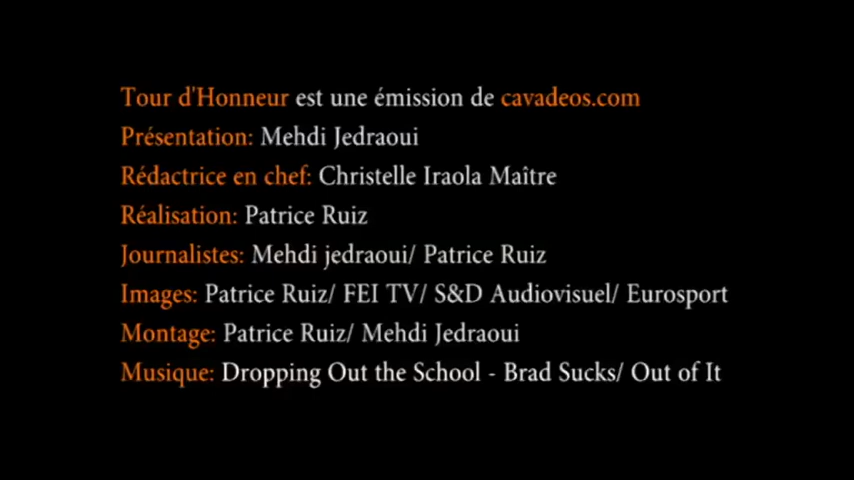 Tour d'Honneur est une émission de cavadeos.com
Présentation: Mehdi Jedraoui
Rédactrice en chef: Christelle Iraola Maître
Réalisation: Patrice Ruiz
Journalistes: Mehdi jedraoui/ Patrice Ruiz
Images: Patrice Ruiz/ FEI TV/ S&D Audiovisuel/ Eurosport
Montage: Patrice Ruiz/ Mehdi Jedraoui
Musique: Dropping Out the School - Brad Sucks/ Out of It